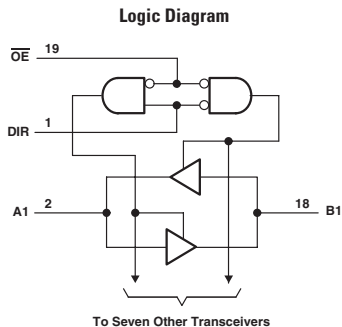 Logic Diagram
OE 19
DIR 1
A1 2
18 B1
To Seven Other Transceivers